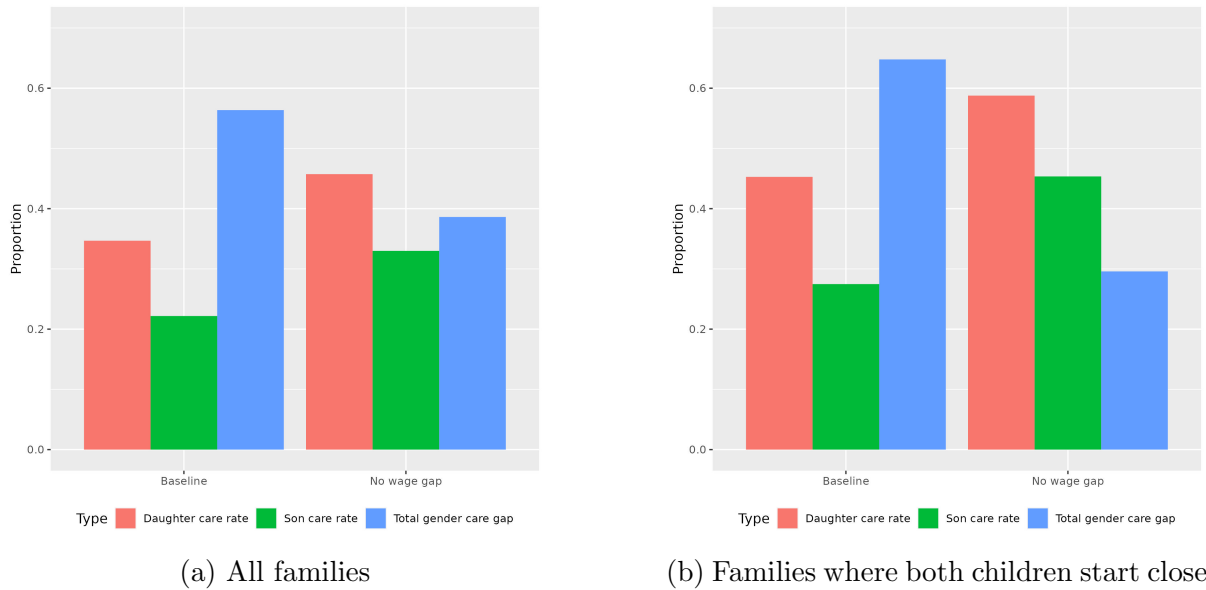 Proportion
0.6
0.4
0.2
0.0
Baseline No wage gap
Type Daughter care rate Son care rate Total gender care gap
(a) All families
Proportion
0.6
0.4
0.2
0.0
Baseline No wage gap
Type Daughter care rate Son care rate Total gender care gap
(b) Families where both children start close